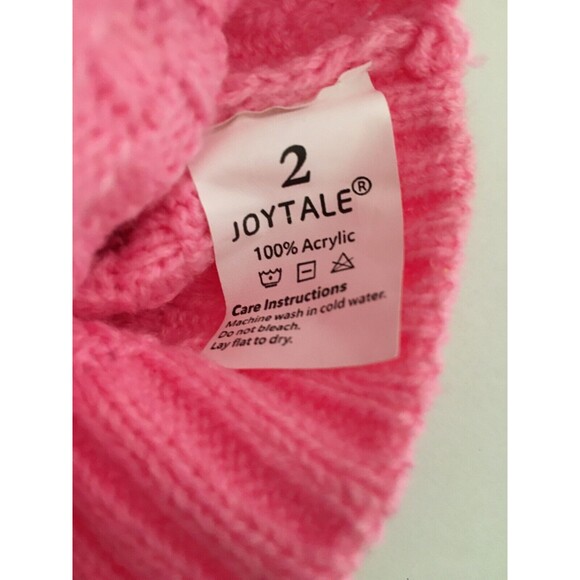 2
JOYTALE®
100% Acrylic
Care Instructions
Machine wash in cold water.
Do not bleach.
Lay flat to dry.